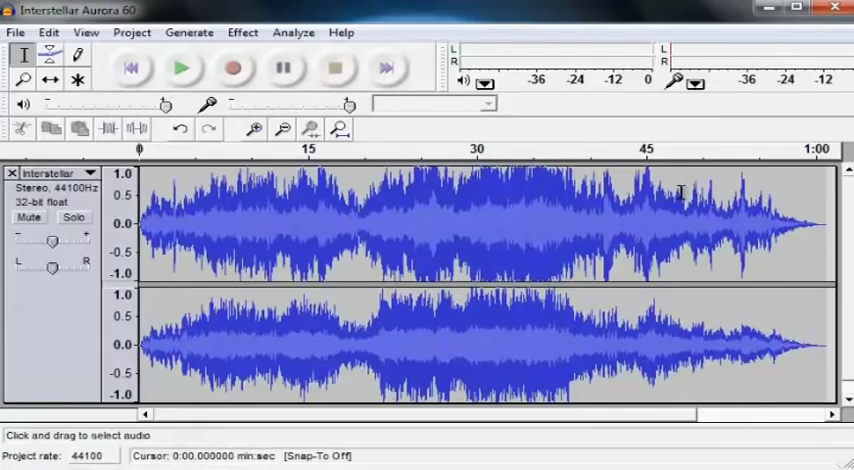 Interstellar Aurora 60
File Edit View Project Generate Effect Analyze Help
L
R
-36 -24 -12 0
L
R
-36 -24 -12
0 15 30 45 1:00
Interstellar
Stereo, 44100Hz
32-bit float
Mute Solo
- +
L R
1.0
0.5
0.0
-0.5
-1.0
1.0
0.5
0.0
-0.5
-1.0
Click and drag to select audio
Project rate: 44100 Cursor: 0:00.000000 min:sec [Snap-To Off]